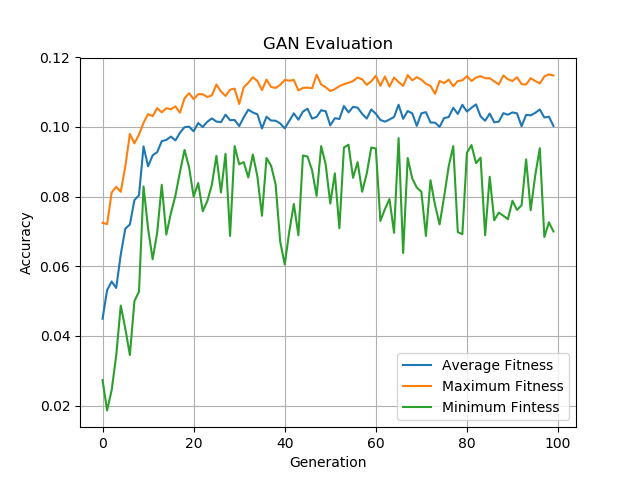 GAN Evaluation
0.12
0.10
0.08
0.06
0.04
0.02
Accuracy
0 20 40 60 80 100
Generation
Average Fitness
Maximum Fitness
Minimum Fintess